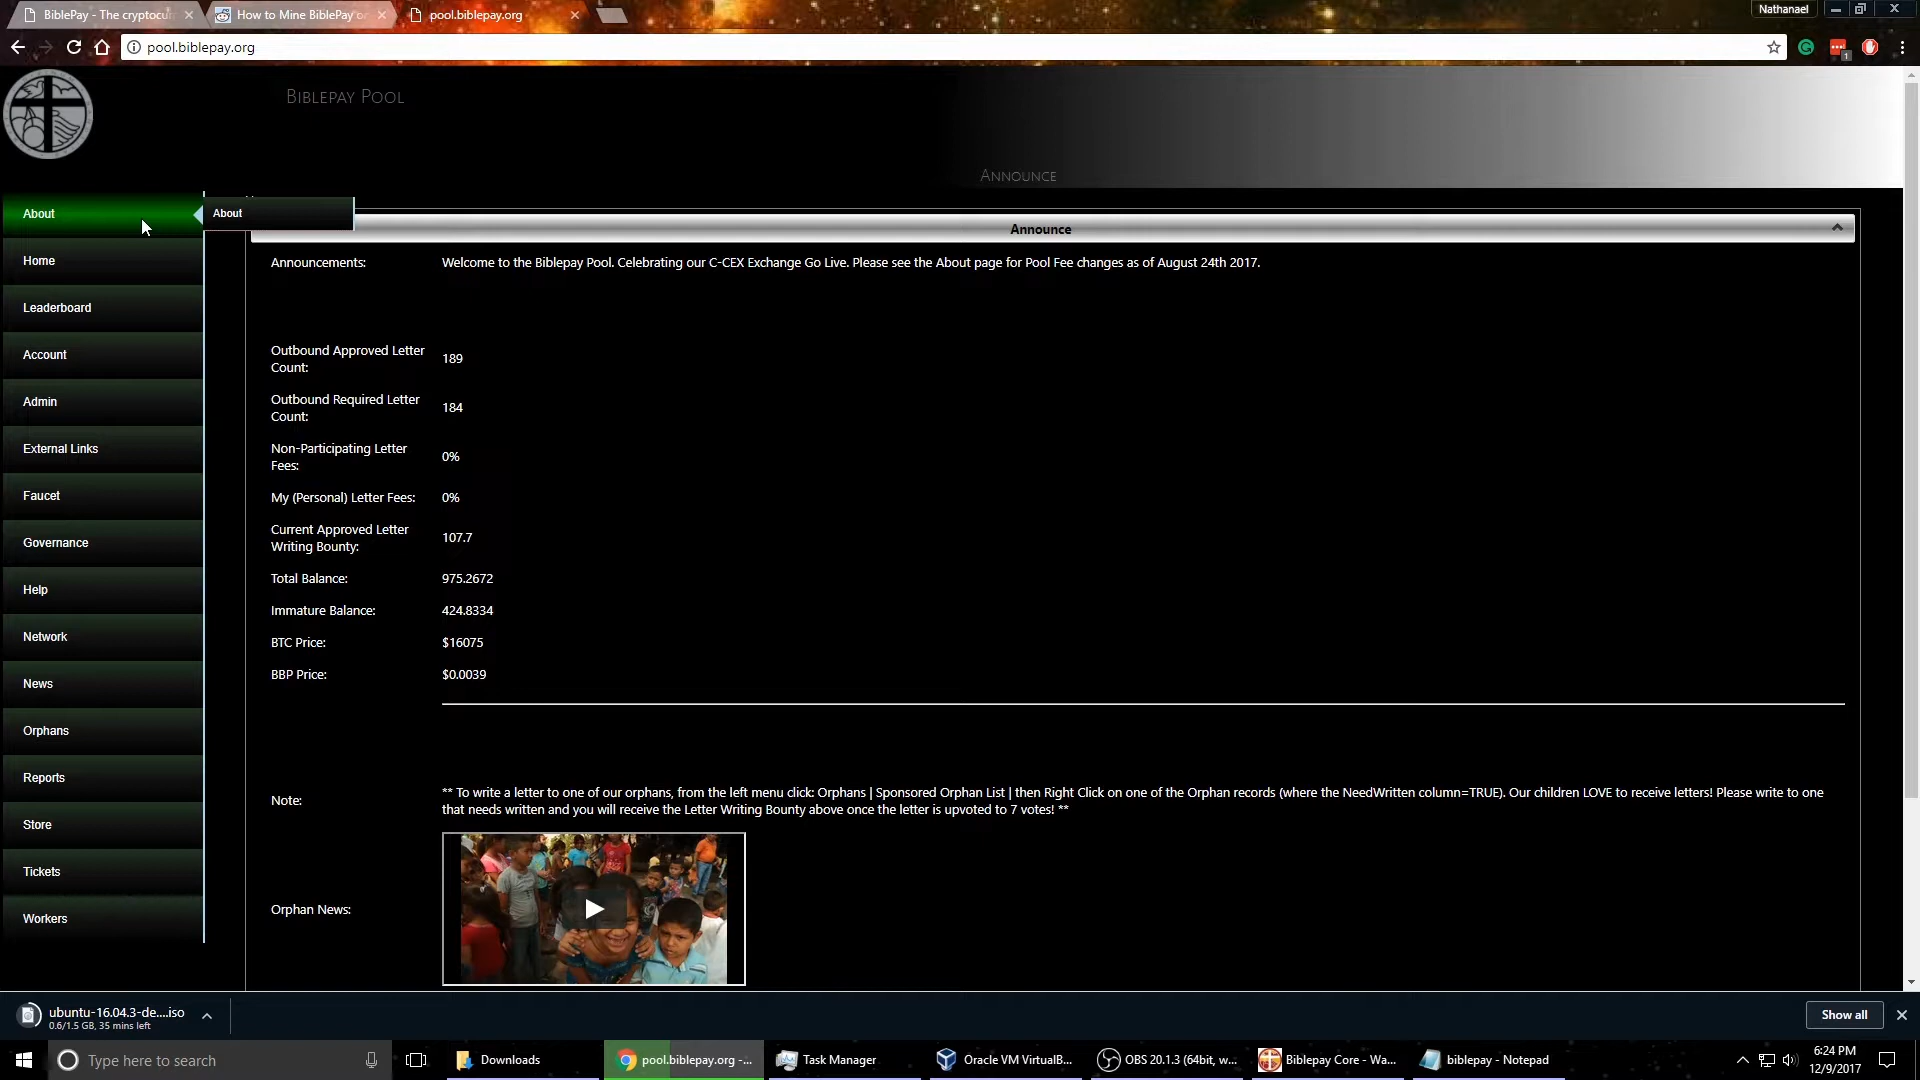 BiblePay - The cryptocur
How to Mine BiblePay on
pool.biblepay.org
Nathanael
pool.biblepay.org
1
Biblepay Pool
Announce
About
About
Announce
Home
Announcements:
Welcome to the Biblepay Pool. Celebrating our C-CEX Exchange Go Live. Please see the About page for Pool Fee changes as of August 24th 2017.
Leaderboard
Account
Admin
External Links
Faucet
Governance
Help
Network
News
Orphans
Reports
Store
Tickets
Workers
Outbound Approved Letter
Count:
189
Outbound Required Letter
Count:
184
Non-Participating Letter
Fees:
0%
My (Personal) Letter Fees:
0%
Current Approved Letter
Writing Bounty:
107.7
Total Balance:
975.2672
Immature Balance:
424.8334
BTC Price:
$16075
BBP Price:
$0.0039
Note:
** To write a letter to one of our orphans, from the left menu click: Orphans | Sponsored Orphan List | then Right Click on one of the Orphan records (where the NeedWritten column=TRUE). Our children LOVE to receive letters! Please write to one
that needs written and you will receive the Letter Writing Bounty above once the letter is upvoted to 7 votes! **
Orphan News:
ubuntu-16.04.3-de....iso
0.6/1.5 GB, 35 mins left
Show all
Type here to search
Downloads
pool.biblepay.org -...
Task Manager
Oracle VM VirtualB...
OBS 20.1.3 (64bit, w...
Biblepay Core - Wa...
biblepay - Notepad
6:24 PM
12/9/2017